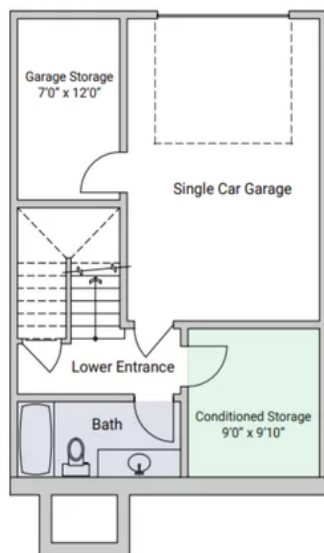 Garage Storage
7'0" x 12'0"
Single Car Garage
Lower Entrance
Bath
Conditioned Storage
9'0" x 9'10"